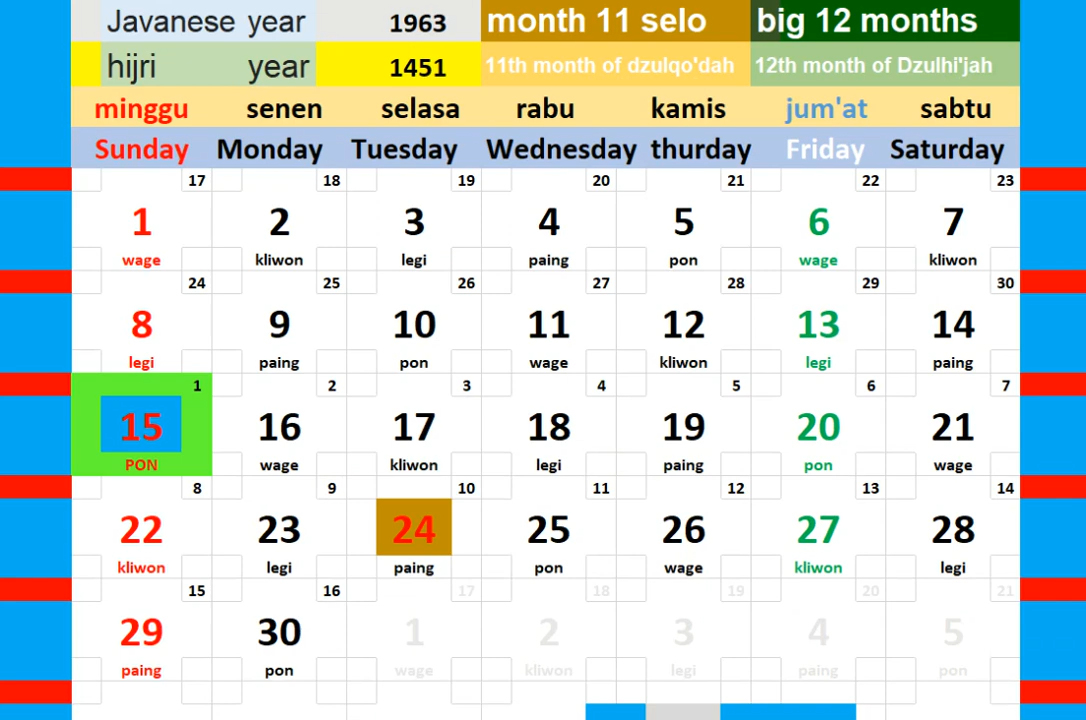 Javanese year 1963 month 11 selo big 12 months
hijri year 1451 11th month of dzulqo'dah 12th month of Dzulhi'jah
minggu senen selasa rabu kamis jum'at sabtu
Sunday Monday Tuesday Wednesday thurday Friday Saturday
17 18 19 20 21 22 23
1 2 3 4 5 6 7
wage kliwon legi paing pon wage kliwon
24 25 26 27 28 29 30
8 9 10 11 12 13 14
legi paing pon wage kliwon legi paing
1 2 3 4 5 6 7
15 16 17 18 19 20 21
PON wage kliwon legi paing pon wage
8 9 10 11 12 13 14
22 23 24 25 26 27 28
kliwon legi paing pon wage kliwon legi
15 16 17 18 19 20 21
29 30 1 2 3 4 5
paing pon wage kliwon legi paing pon